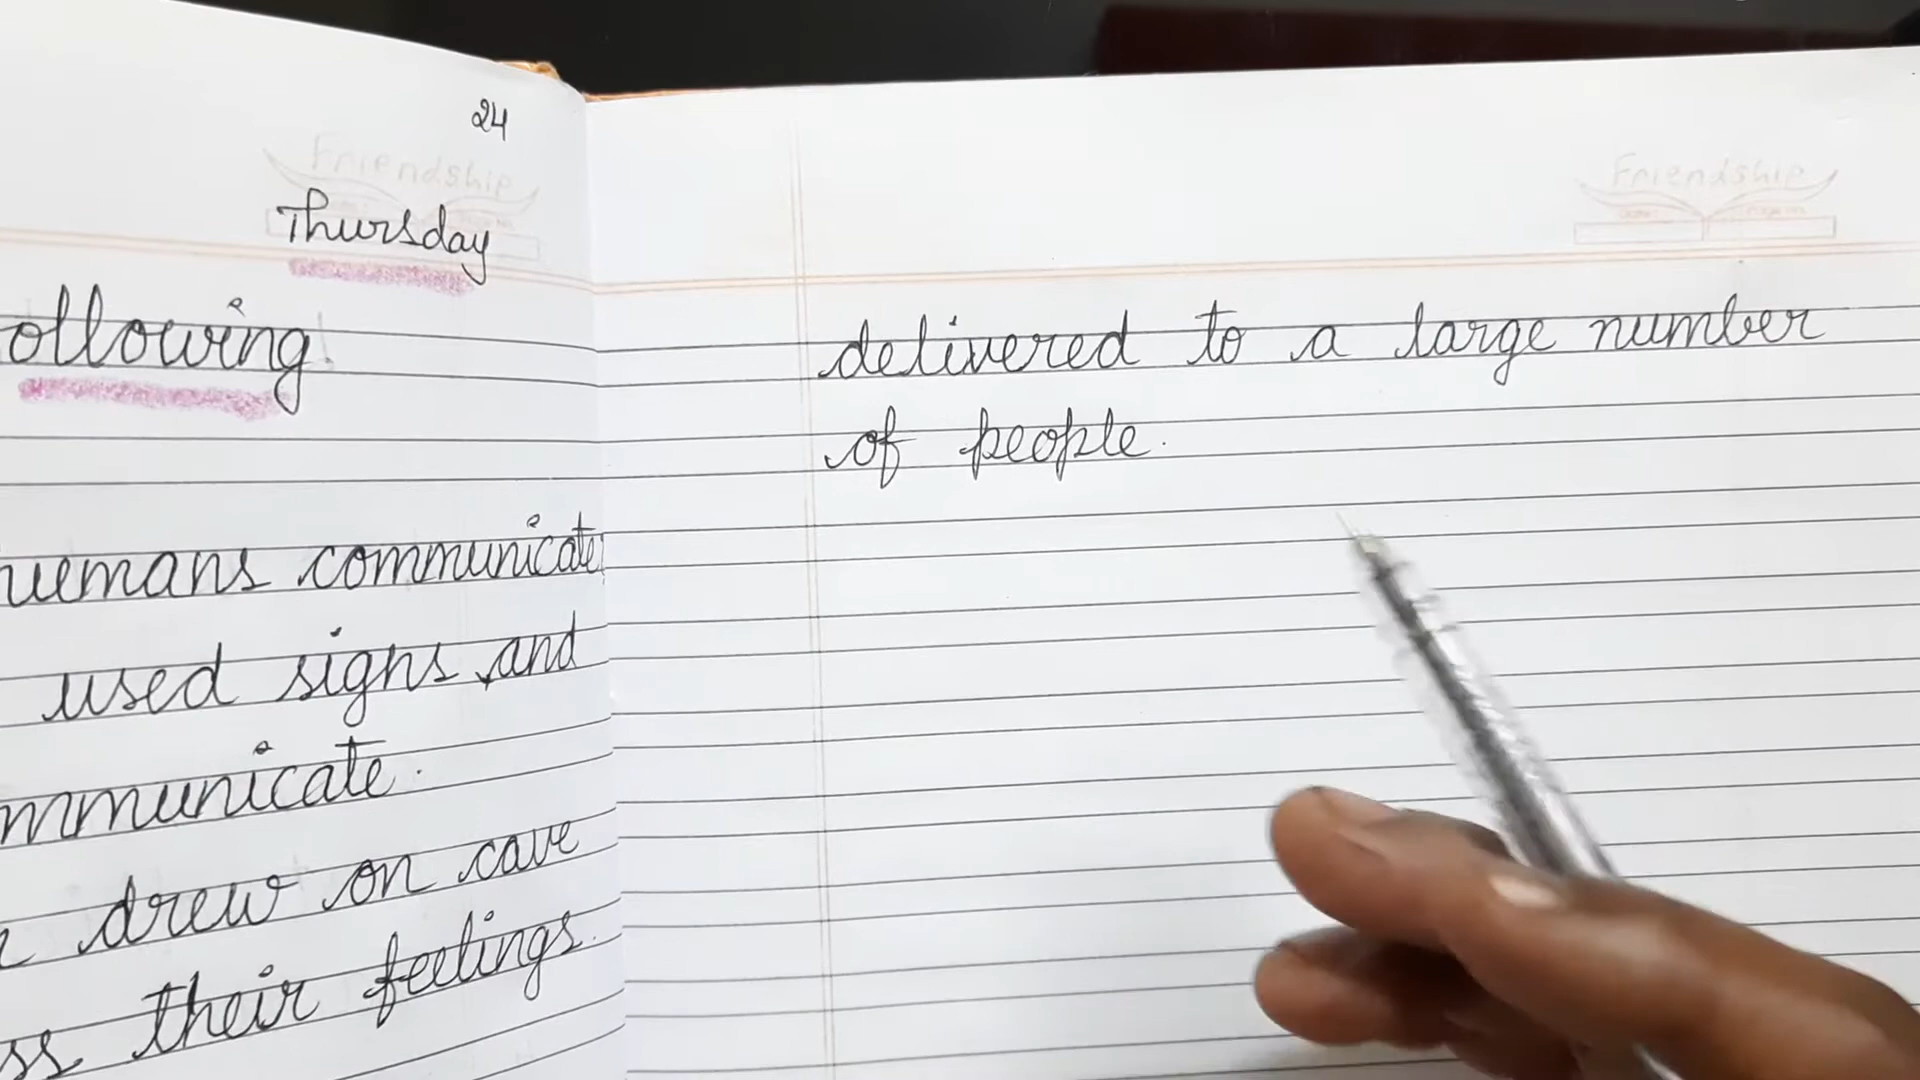 24
Friendship
Thursday
ollowing
umans communicate
used signs and
mmunicate.
drew on cave
ss their feelings.
Friendship
delivered to a large number
of people.